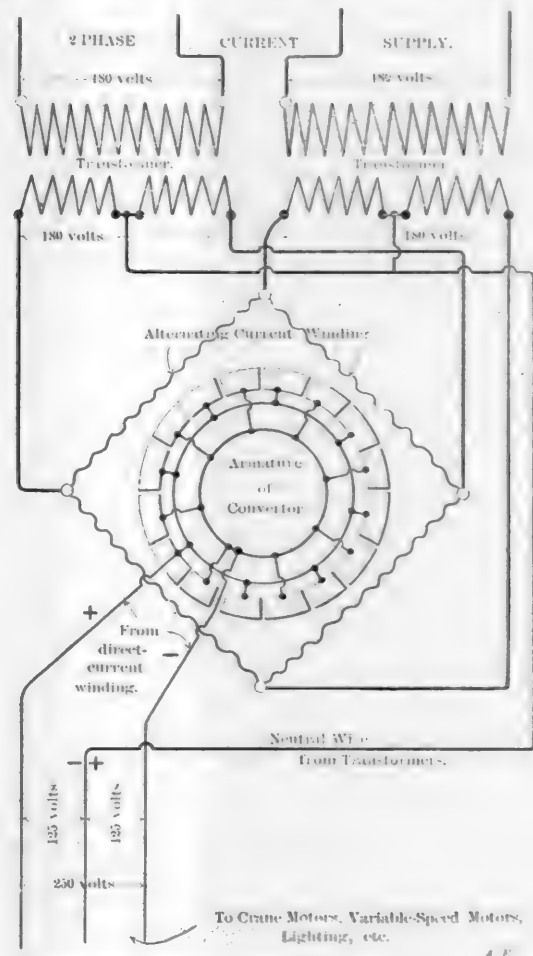 2 PHASE CURRENT SUPPLY.
480 volts
Transformer.
Transformer
180 volts
180 volts
Alternating Current Winding
Armature
of
Convertor
+
From
direct-
current
winding.
−
Neutral Wire
from Transformers.
− +
125 volts
125 volts
250 volts
To Crane Motors, Variable-Speed Motors,
Lighting, etc.